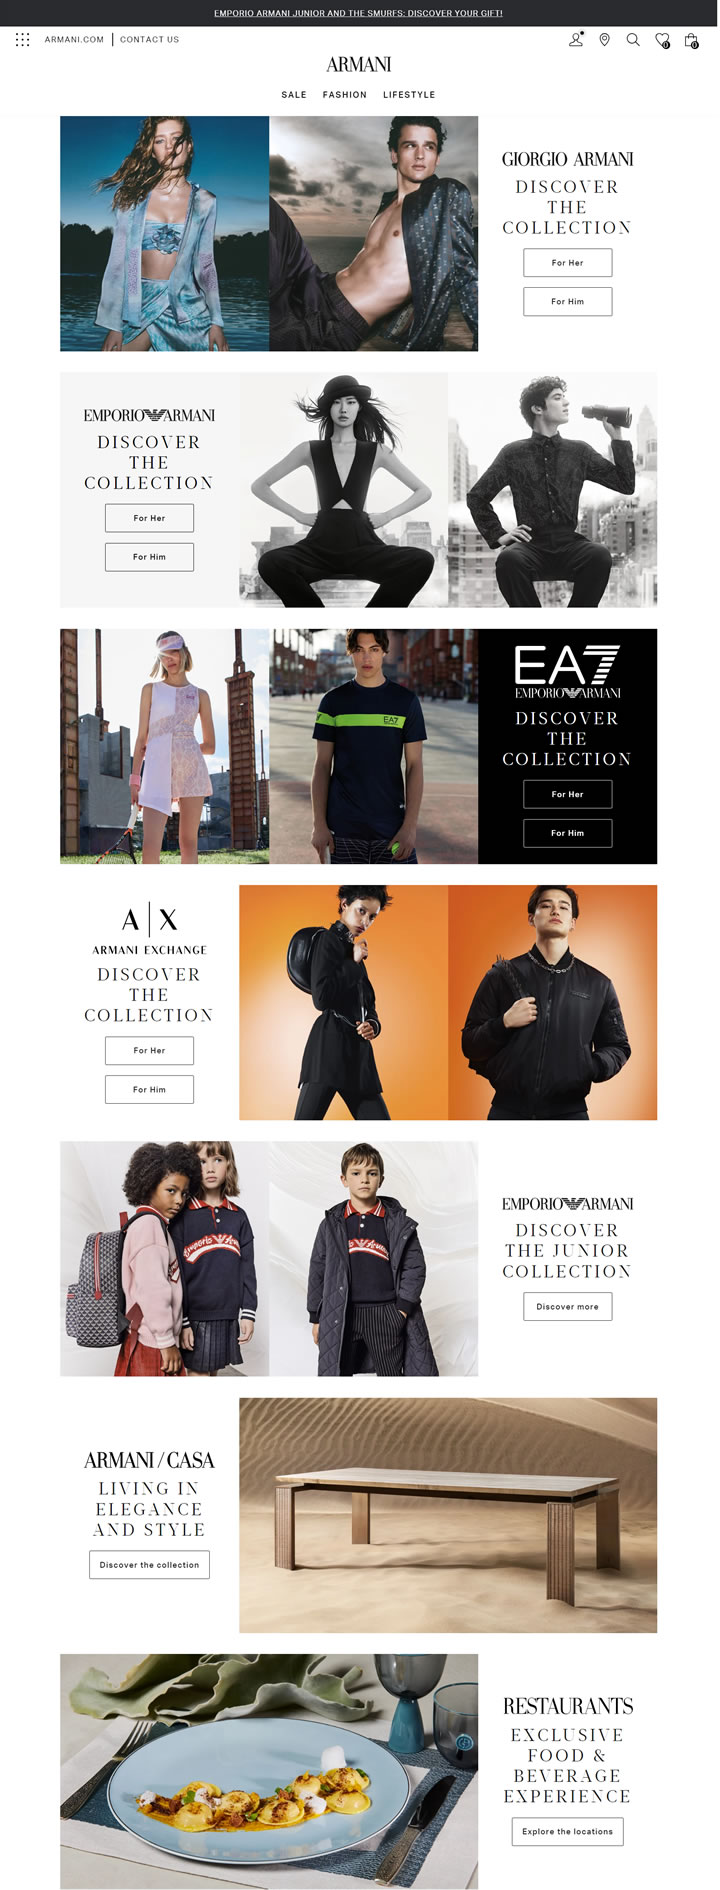 EMPORIO ARMANI JUNIOR AND THE SMURFS: DISCOVER YOUR GIFT!
ARMANI.COM | CONTACT US
0 0
ARMANI
SALE FASHION LIFESTYLE
GIORGIO ARMANI
DISCOVER
THE
COLLECTION
For Her
For Him
EMPORIO ARMANI
DISCOVER
THE
COLLECTION
For Her
For Him
EA7
EA7
EMPORIO ARMANI
DISCOVER
THE
COLLECTION
For Her
For Him
A|X
ARMANI EXCHANGE
DISCOVER
THE
COLLECTION
For Her
For Him
EMPORIO ARMANI
DISCOVER
THE JUNIOR
COLLECTION
Discover more
ARMANI / CASA
LIVING IN
ELEGANCE
AND STYLE
Discover the collection
RESTAURANTS
EXCLUSIVE
FOOD &
BEVERAGE
EXPERIENCE
Explore the locations